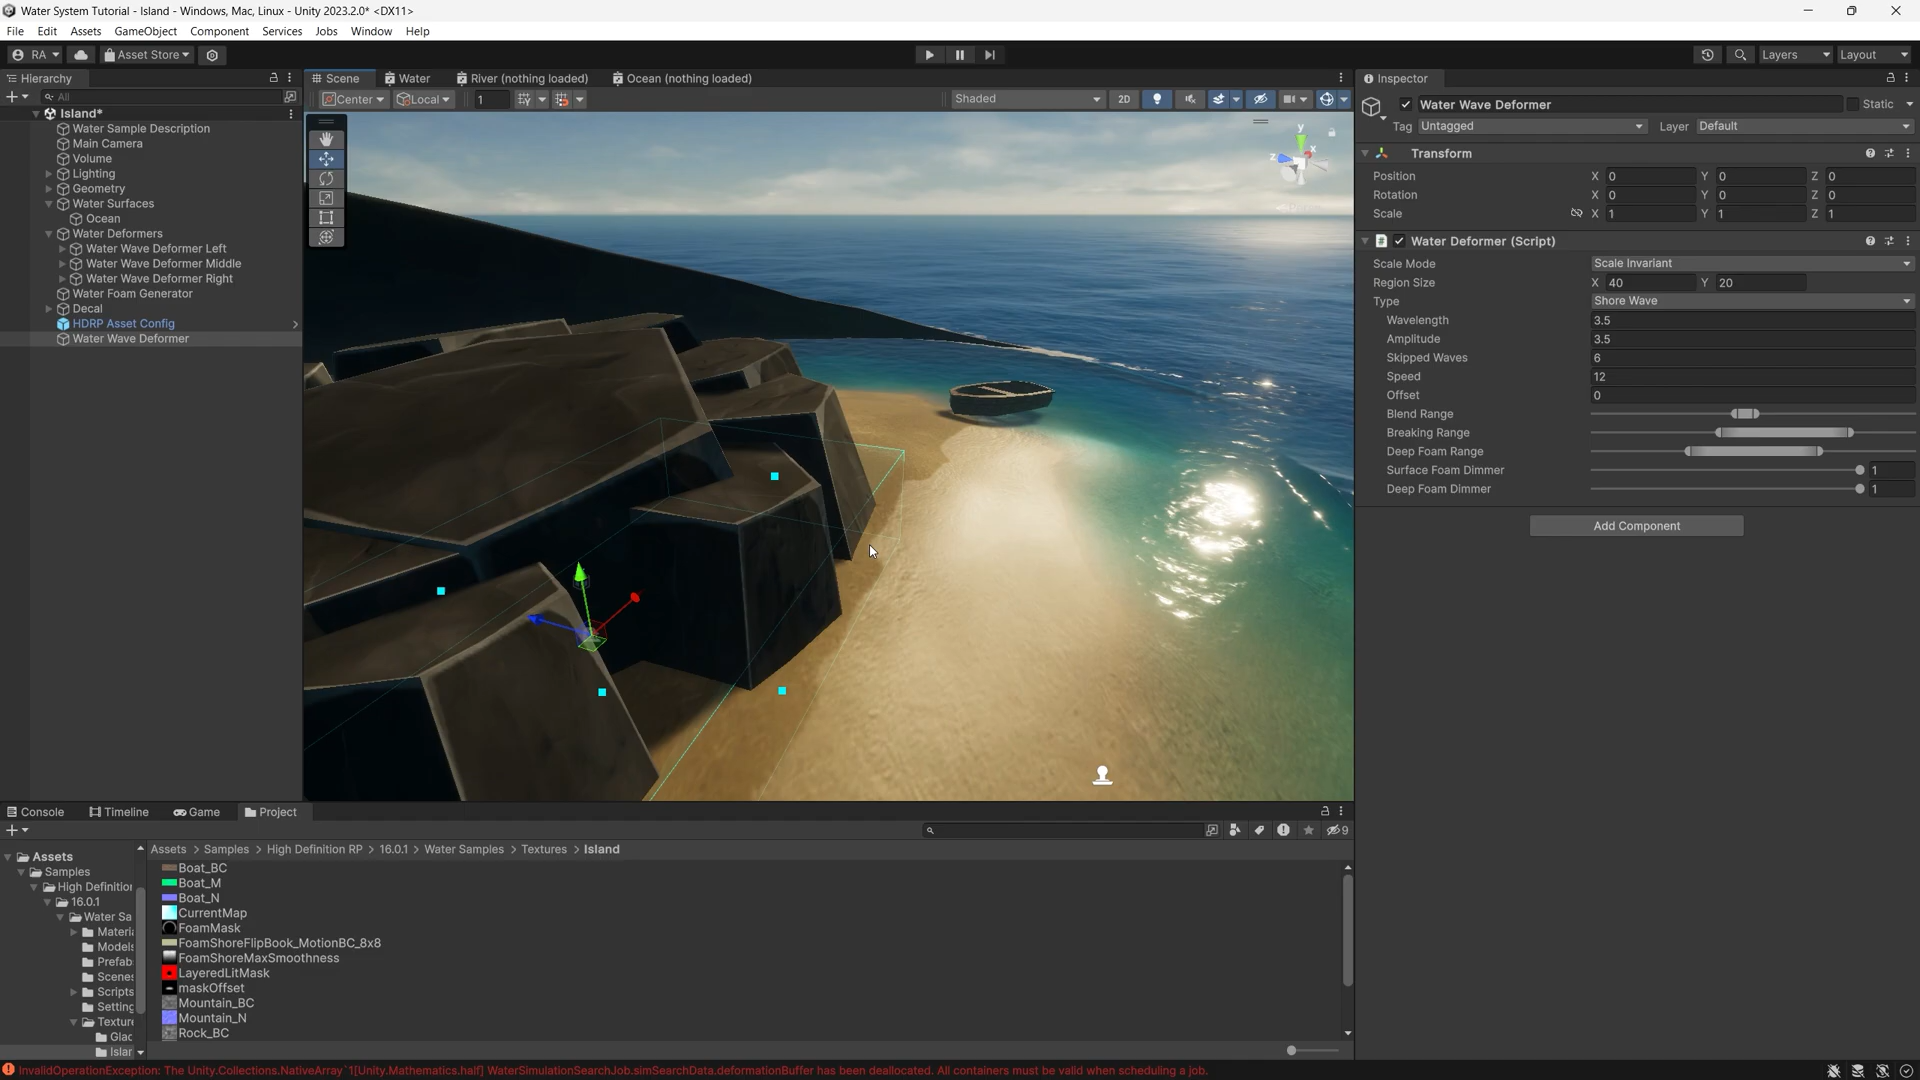 Water System Tutorial - Island - Windows, Mac, Linux - Unity 2023.2.0* <DX11>
File Edit Assets GameObject Component Services Jobs Window Help
RA Asset Store Layers Layout
Hierarchy
All
Island*
Water Sample Description
Main Camera
Volume
Lighting
Geometry
Water Surfaces
Ocean
Water Deformers
Water Wave Deformer Left
Water Wave Deformer Middle
Water Wave Deformer Right
Water Foam Generator
Decal
HDRP Asset Config
Water Wave Deformer
Scene Water River (nothing loaded) Ocean (nothing loaded)
Center Local 1 Shaded 2D
y
x
z
Inspector
Water Wave Deformer Static
Tag Untagged Layer Default
Transform
Position X 0 Y 0 Z 0
Rotation X 0 Y 0 Z 0
Scale X 1 Y 1 Z 1
# Water Deformer (Script)
Scale Mode Scale Invariant
Region Size X 40 Y 20
Type Shore Wave
Wavelength 3.5
Amplitude 3.5
Skipped Waves 6
Speed 12
Offset 0
Blend Range
Breaking Range
Deep Foam Range
Surface Foam Dimmer 1
Deep Foam Dimmer 1
Add Component
Console Timeline Game Project
9
Assets
Samples
High Definition
16.0.1
Water Sa
Materi
Models
Prefab
Scenes
Scripts
Setting
Texture
Glac
Islar
Assets > Samples > High Definition RP > 16.0.1 > Water Samples > Textures > Island
Boat_BC
Boat_M
Boat_N
CurrentMap
FoamMask
FoamShoreFlipBook_MotionBC_8x8
FoamShoreMaxSmoothness
LayeredLitMask
maskOffset
Mountain_BC
Mountain_N
Rock_BC
InvalidOperationException: The Unity.Collections.NativeArray`1[Unity.Mathematics.half] WaterSimulationSearchJob.simSearchData.deformationBuffer has been deallocated. All containers must be valid when scheduling a job.